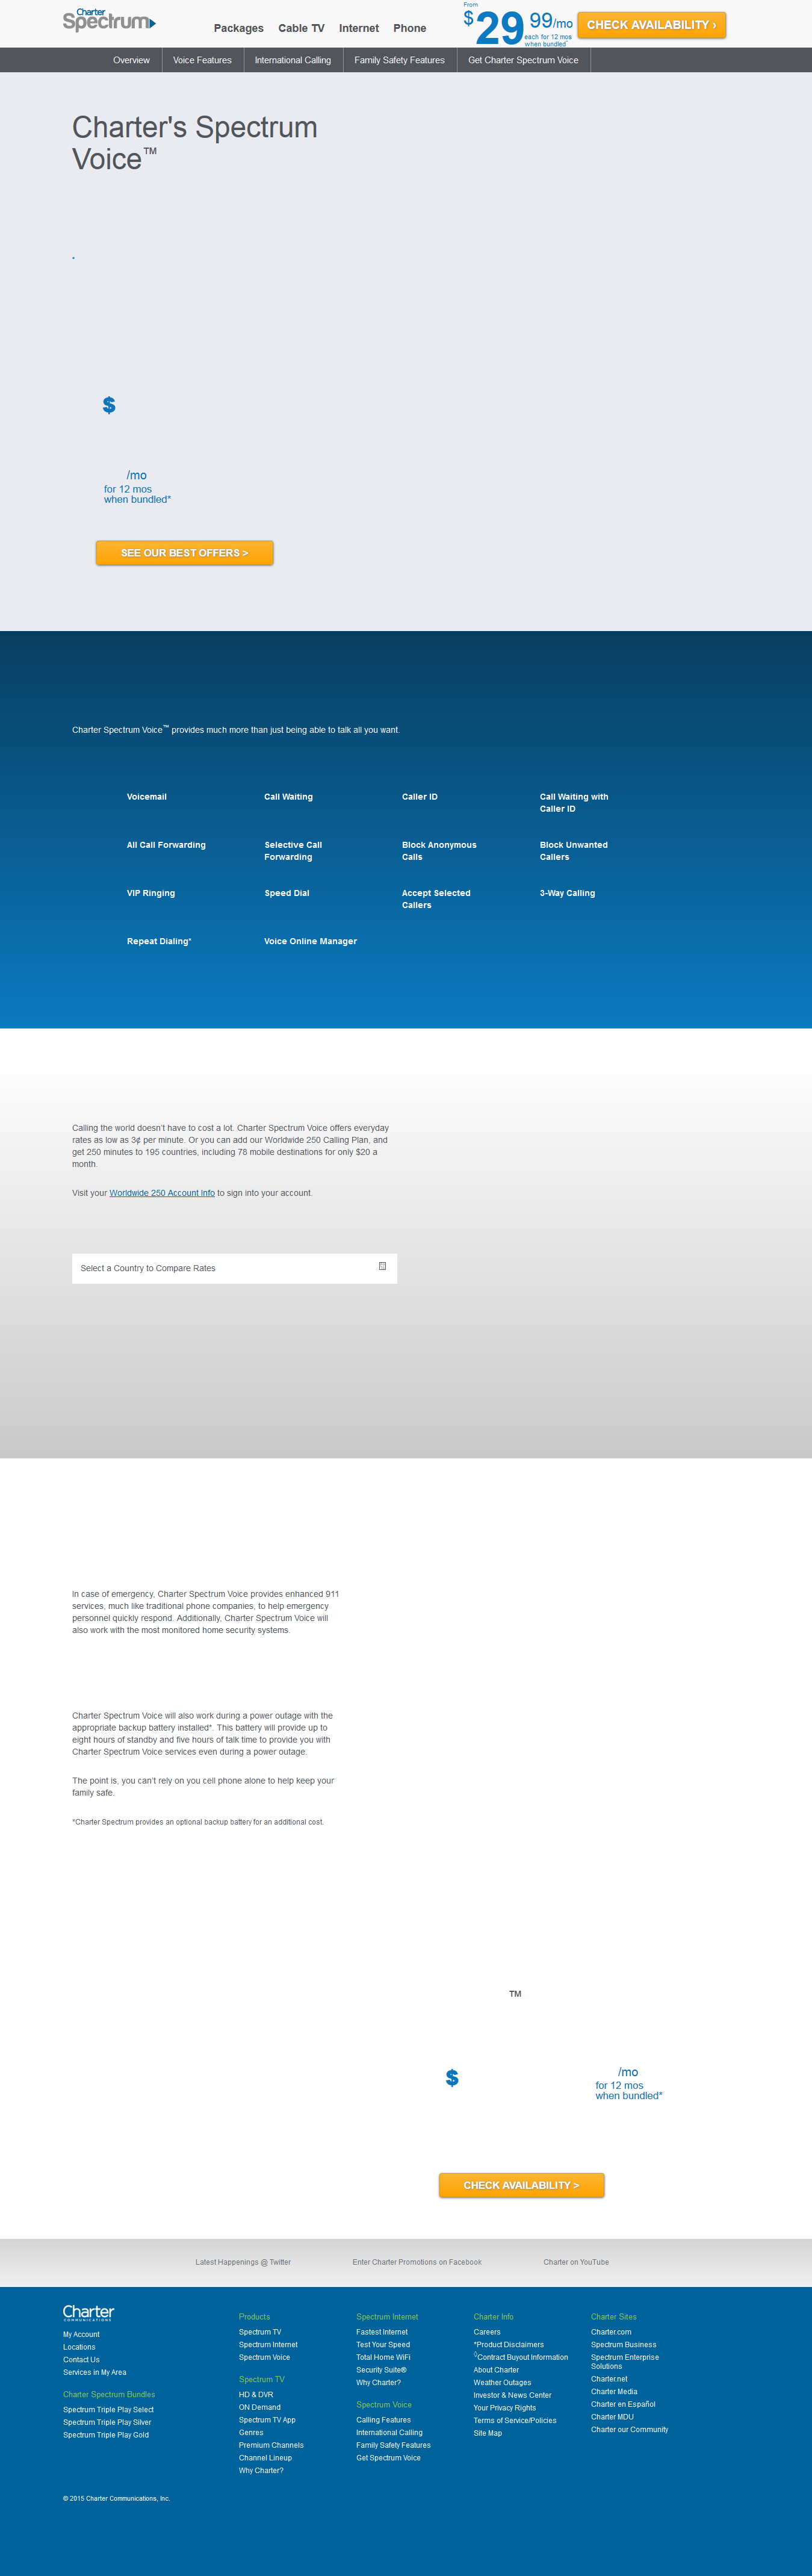 Charter
Spectrum
Packages Cable TV Internet Phone
From
$29 99/mo
each for 12 mos
when bundled*
CHECK AVAILABILITY ›
Overview Voice Features International Calling Family Safety Features Get Charter Spectrum Voice
Charter's Spectrum
Voice™
.
$
/mo
for 12 mos
when bundled*
SEE OUR BEST OFFERS >
Charter Spectrum Voice™ provides much more than just being able to talk all you want.
Voicemail
Call Waiting
Caller ID
Call Waiting with
Caller ID
All Call Forwarding
Selective Call
Forwarding
Block Anonymous
Calls
Block Unwanted
Callers
VIP Ringing
Speed Dial
Accept Selected
Callers
3-Way Calling
Repeat Dialing*
Voice Online Manager
Calling the world doesn't have to cost a lot. Charter Spectrum Voice offers everyday
rates as low as 3¢ per minute. Or you can add our Worldwide 250 Calling Plan, and
get 250 minutes to 195 countries, including 78 mobile destinations for only $20 a
month.
Visit your Worldwide 250 Account Info to sign into your account.
Select a Country to Compare Rates
In case of emergency, Charter Spectrum Voice provides enhanced 911
services, much like traditional phone companies, to help emergency
personnel quickly respond. Additionally, Charter Spectrum Voice will
also work with the most monitored home security systems.
Charter Spectrum Voice will also work during a power outage with the
appropriate backup battery installed*. This battery will provide up to
eight hours of standby and five hours of talk time to provide you with
Charter Spectrum Voice services even during a power outage.
The point is, you can't rely on you cell phone alone to help keep your
family safe.
*Charter Spectrum provides an optional backup battery for an additional cost.
TM
$
/mo
for 12 mos
when bundled*
CHECK AVAILABILITY >
Latest Happenings @ Twitter Enter Charter Promotions on Facebook Charter on YouTube
Charter
COMMUNICATIONS
My Account
Locations
Contact Us
Services in My Area
Charter Spectrum Bundles
Spectrum Triple Play Select
Spectrum Triple Play Silver
Spectrum Triple Play Gold
Products
Spectrum TV
Spectrum Internet
Spectrum Voice
Spectrum TV
HD & DVR
ON Demand
Spectrum TV App
Genres
Premium Channels
Channel Lineup
Why Charter?
Spectrum Internet
Fastest Internet
Test Your Speed
Total Home WiFi
Security Suite®
Why Charter?
Spectrum Voice
Calling Features
International Calling
Family Safety Features
Get Spectrum Voice
Charter Info
Careers
*Product Disclaimers
◊Contract Buyout Information
About Charter
Weather Outages
Investor & News Center
Your Privacy Rights
Terms of Service/Policies
Site Map
Charter Sites
Charter.com
Spectrum Business
Spectrum Enterprise
Solutions
Charter.net
Charter Media
Charter en Español
Charter MDU
Charter our Community
© 2015 Charter Communications, Inc.